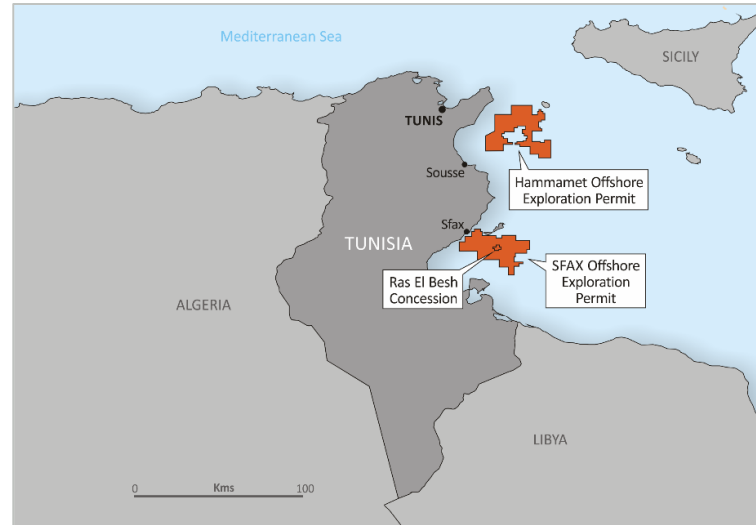 Mediterranean Sea
SICILY
TUNIS
Sousse
Hammamet Offshore
Exploration Permit
Sfax
TUNISIA
Ras El Besh
Concession
SFAX Offshore
Exploration
Permit
ALGERIA
LIBYA
0 Kms 100